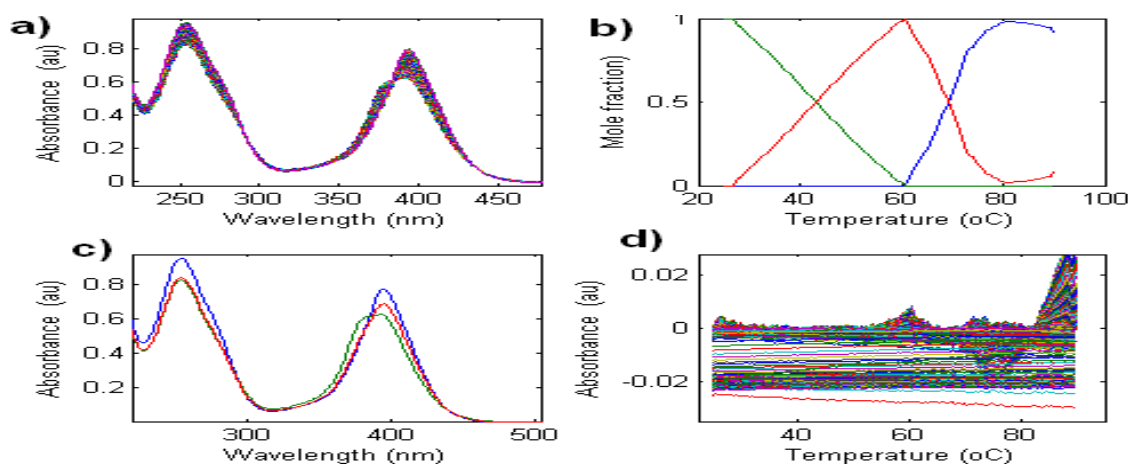 a)
Absorbance (au)
0.8
0.6
0.4
0.2
0
250 300 350 400 450
Wavelength (nm)
b)
Mole fraction)
1
0.5
0
20 40 60 80 100
Temperature (oC)
c)
Absorbance (au)
0.8
0.6
0.4
0.2
300 400 500
Wavelength (nm)
d)
Absorbance (au)
0.02
0
-0.02
40 60 80
Temperature (oC)